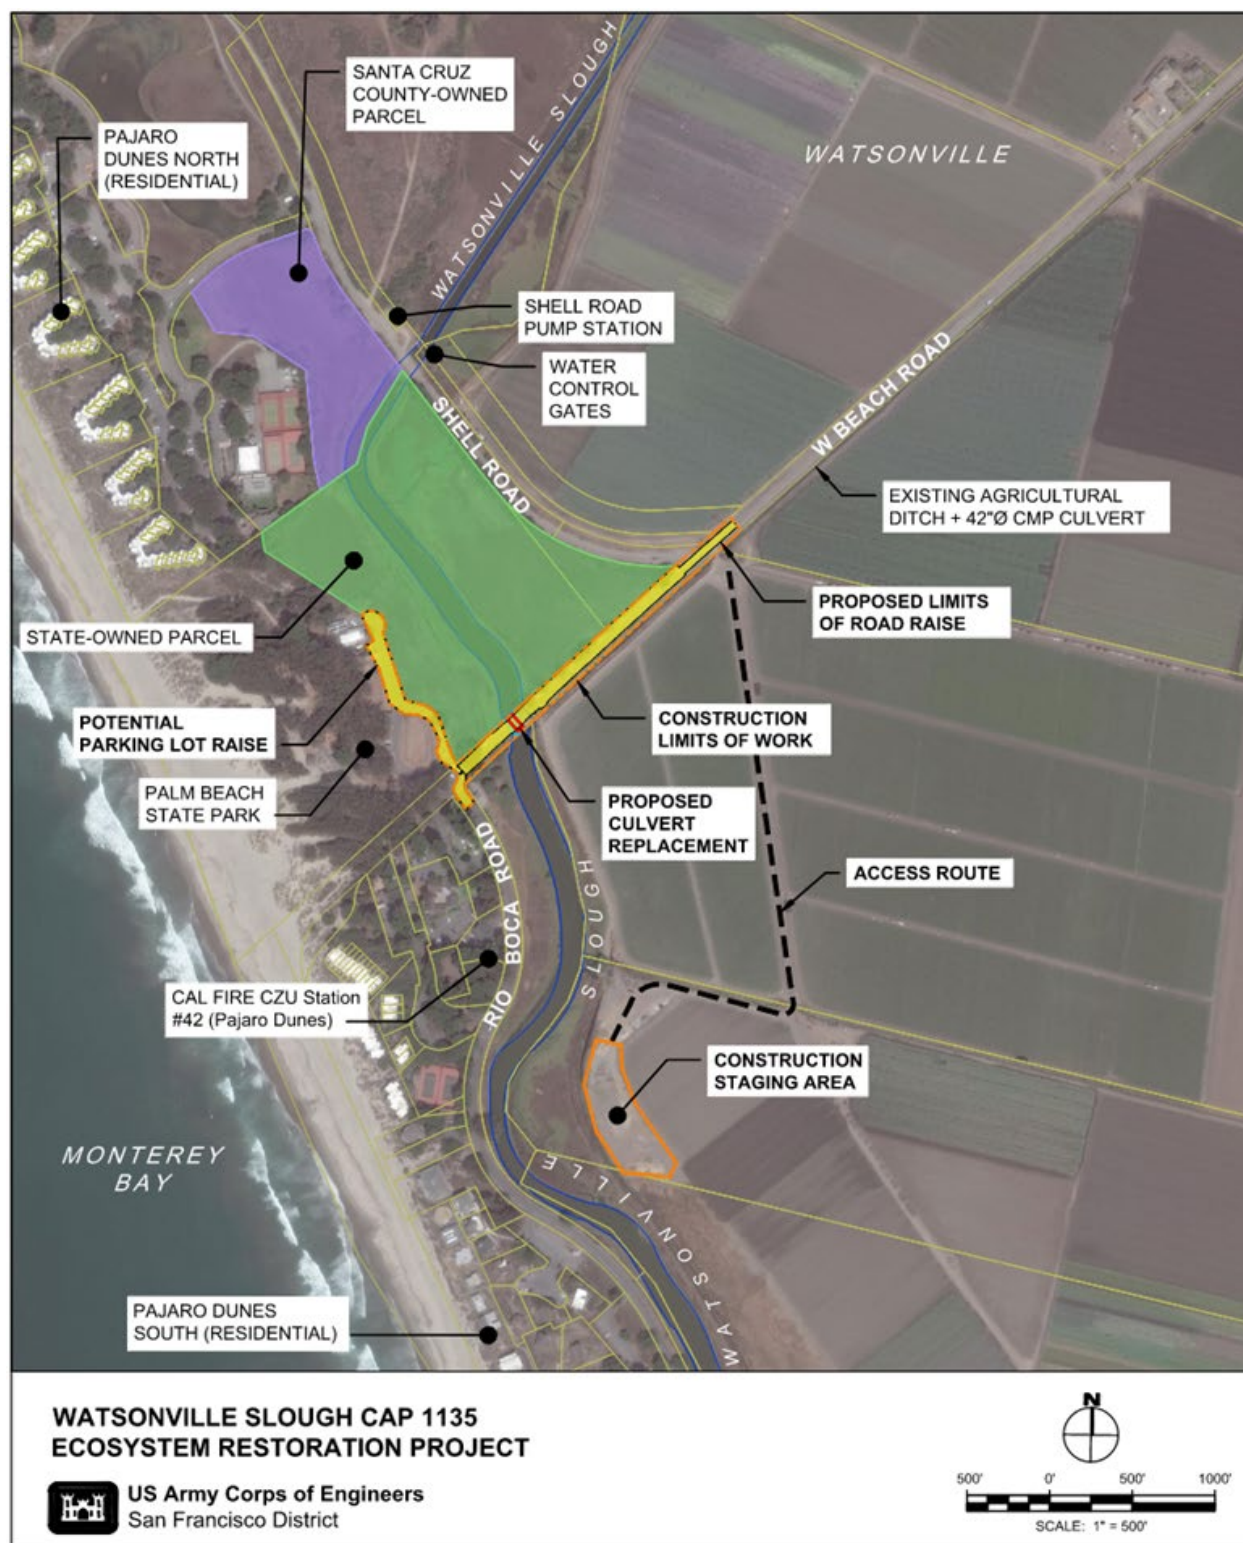 SANTA CRUZ
COUNTY-OWNED
PARCEL
PAJARO
DUNES NORTH
(RESIDENTIAL)
WATSONVILLE SLOUGH
WATSONVILLE
SHELL ROAD
PUMP STATION
WATER
CONTROL
GATES
SHELL ROAD
W BEACH ROAD
EXISTING AGRICULTURAL
DITCH + 42"Ø CMP CULVERT
PROPOSED LIMITS
OF ROAD RAISE
STATE-OWNED PARCEL
POTENTIAL
PARKING LOT RAISE
CONSTRUCTION
LIMITS OF WORK
PALM BEACH
STATE PARK
PROPOSED
CULVERT
REPLACEMENT
ACCESS ROUTE
RIO BOCA ROAD
WATSONVILLE SLOUGH
CAL FIRE CZU Station
#42 (Pajaro Dunes)
CONSTRUCTION
STAGING AREA
MONTEREY
BAY
PAJARO DUNES
SOUTH (RESIDENTIAL)
WATSONVILLE SLOUGH CAP 1135
ECOSYSTEM RESTORATION PROJECT
US Army Corps of Engineers
San Francisco District
N
500' 0' 500' 1000'
SCALE: 1" = 500'